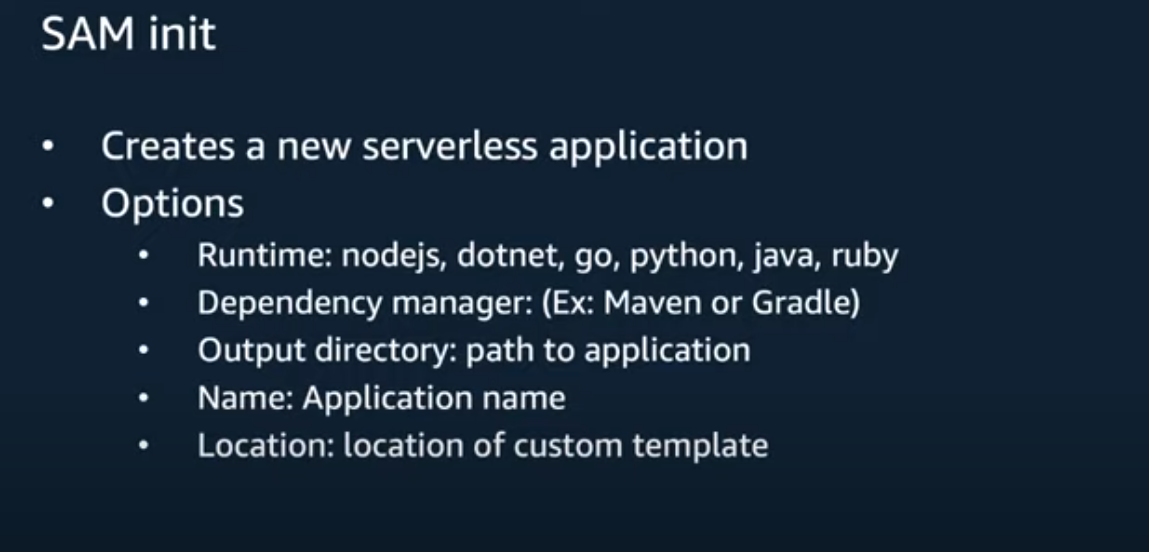 SAM init
• Creates a new serverless application
• Options
• Runtime: nodejs, dotnet, go, python, java, ruby
• Dependency manager: (Ex: Maven or Gradle)
• Output directory: path to application
• Name: Application name
• Location: location of custom template